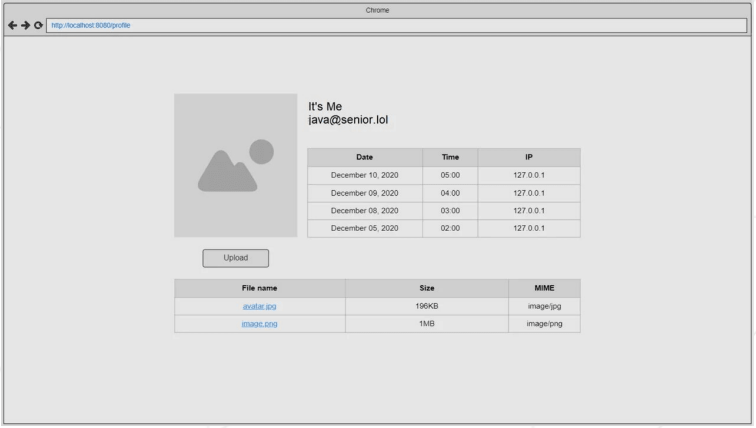 Chrome
http://localhost:8080/profile
It's Me
java@senior.lol
Date Time IP
December 10, 2020 05:00 127.0.0.1
December 09, 2020 04:00 127.0.0.1
December 08, 2020 03:00 127.0.0.1
December 05, 2020 02:00 127.0.0.1
Upload
File name Size MIME
avatar.jpg 196KB image/jpg
image.png 1MB image/png